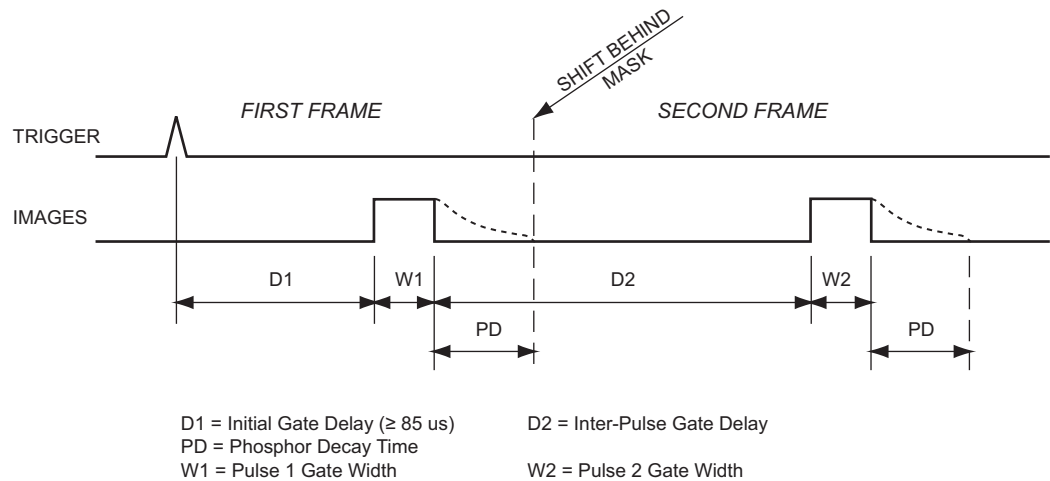 SHIFT BEHIND
MASK
FIRST FRAME
SECOND FRAME
TRIGGER
IMAGES
D1
W1
D2
W2
PD
PD
D1 = Initial Gate Delay (≥ 85 us)
D2 = Inter-Pulse Gate Delay
PD = Phosphor Decay Time
W1 = Pulse 1 Gate Width
W2 = Pulse 2 Gate Width